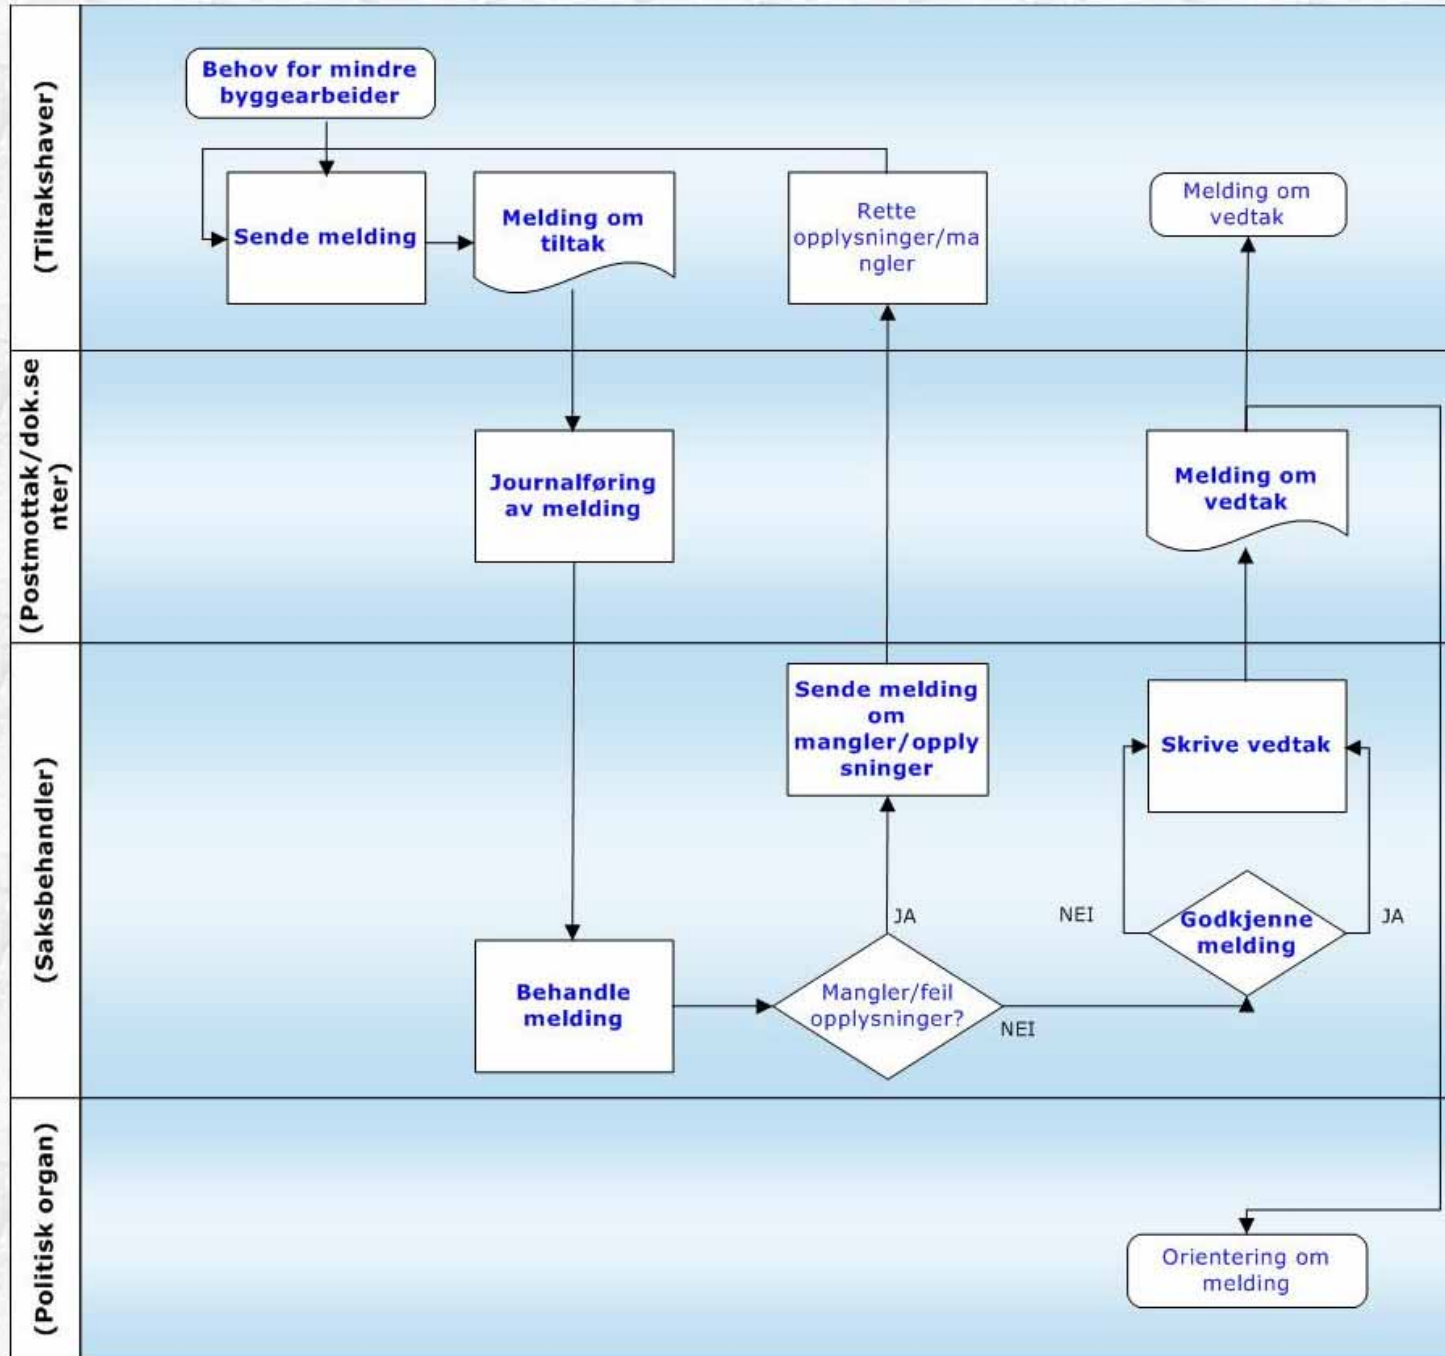 (Tiltakshaver)
Behov for mindre
byggearbeider
Sende melding
Melding om
tiltak
Rette
opplysninger/ma
ngler
Melding om
vedtak
(Postmottak/dok.se
nter)
Journalføring
av melding
Melding om
vedtak
(Saksbehandler)
Sende melding
om
mangler/opply
sninger
Skrive vedtak
JA
NEI
Godkjenne
melding
JA
Behandle
melding
Mangler/feil
opplysninger?
NEI
(Politisk organ)
Orientering om
melding